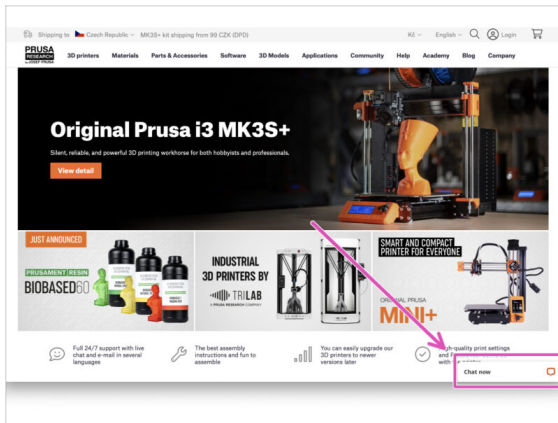 Shipping to Czech Republic MK3S+ kit shipping from 99 CZK (DPD)
Kč English Login
PRUSA
RESEARCH
by JOSEF PRUSA
3D printers Materials Parts & Accessories Software 3D Models Applications Community Help Academy Blog Company
Original Prusa i3 MK3S+
Silent, reliable, and powerful 3D printing workhorse for both hobbyists and professionals.
View detail
JUST ANNOUNCED
PRUSAMENT RESIN
BIOBASED60
INDUSTRIAL
3D PRINTERS BY
TRILAB
A PRUSA RESEARCH COMPANY
SMART AND COMPACT
PRINTER FOR EVERYONE
ORIGINAL PRUSA
MINI+
Full 24/7 support with live
chat and e-mail in several
languages
The best assembly
instructions and fun to
assemble
You can easily upgrade our
3D printers to newer
versions later
quality print settings
and
with
Chat now